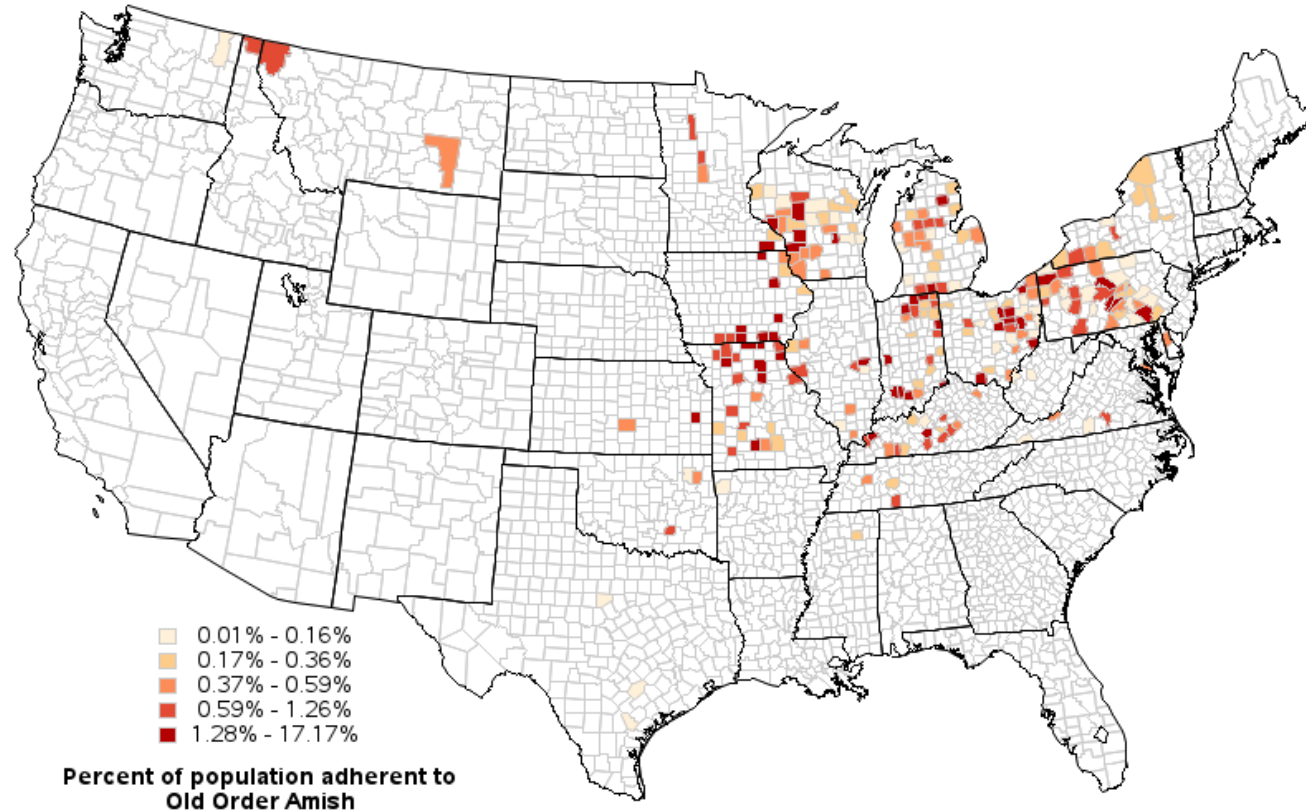 0.01% - 0.16%
0.17% - 0.36%
0.37% - 0.59%
0.59% - 1.26%
1.28% - 17.17%
Percent of population adherent to
Old Order Amish